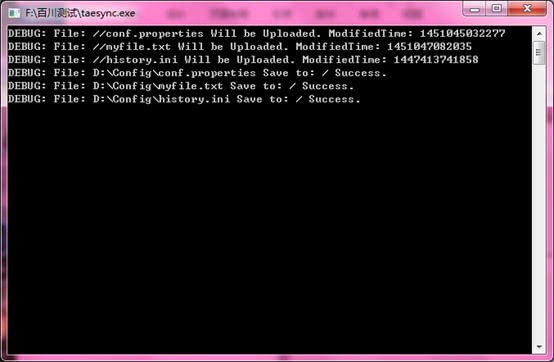 F:\百川测试\taesync.exe
DEBUG: File: //conf.properties Will be Uploaded. ModifiedTime: 1451045032277
DEBUG: File: //myfile.txt Will be Uploaded. ModifiedTime: 1451047082035
DEBUG: File: //history.ini Will be Uploaded. ModifiedTime: 1447413741858
DEBUG: File: D:\Config\conf.properties Save to: / Success.
DEBUG: File: D:\Config\myfile.txt Save to: / Success.
DEBUG: File: D:\Config\history.ini Save to: / Success.